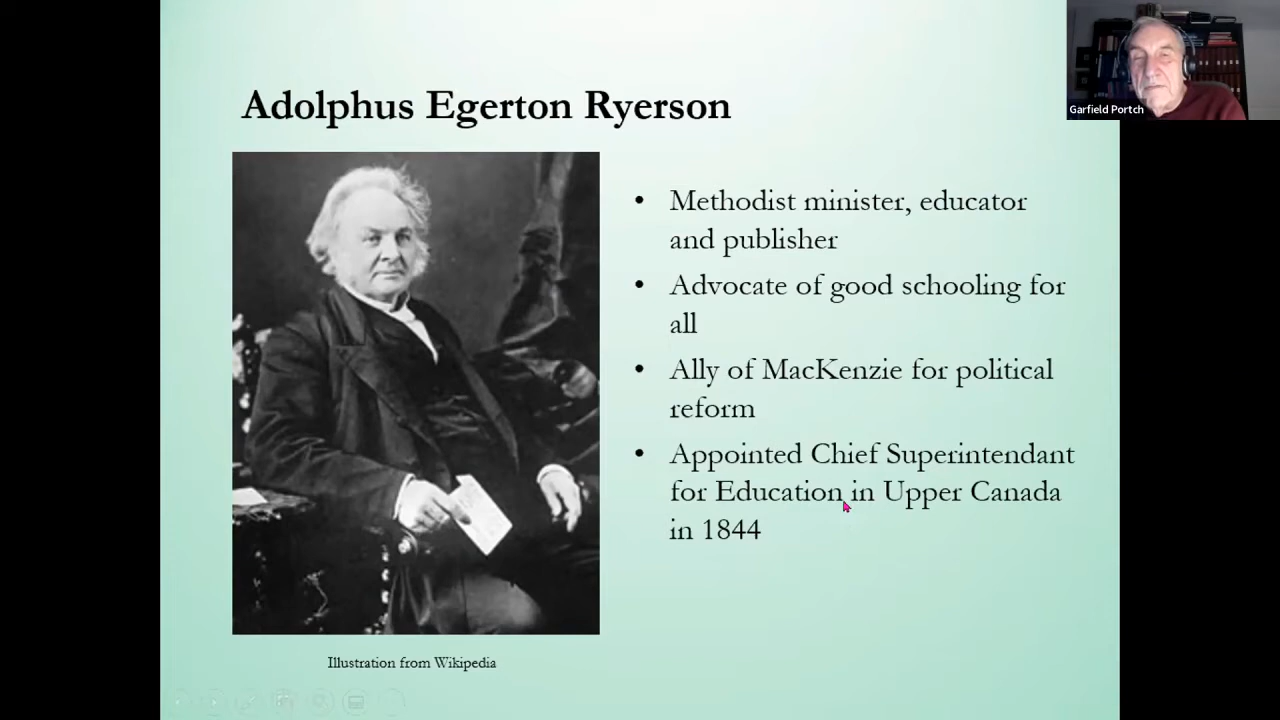 Adolphus Egerton Ryerson
Garfield Portch
• Methodist minister, educator
and publisher
• Advocate of good schooling for
all
• Ally of MacKenzie for political
reform
• Appointed Chief Superintendant
for Education in Upper Canada
in 1844
Illustration from Wikipedia